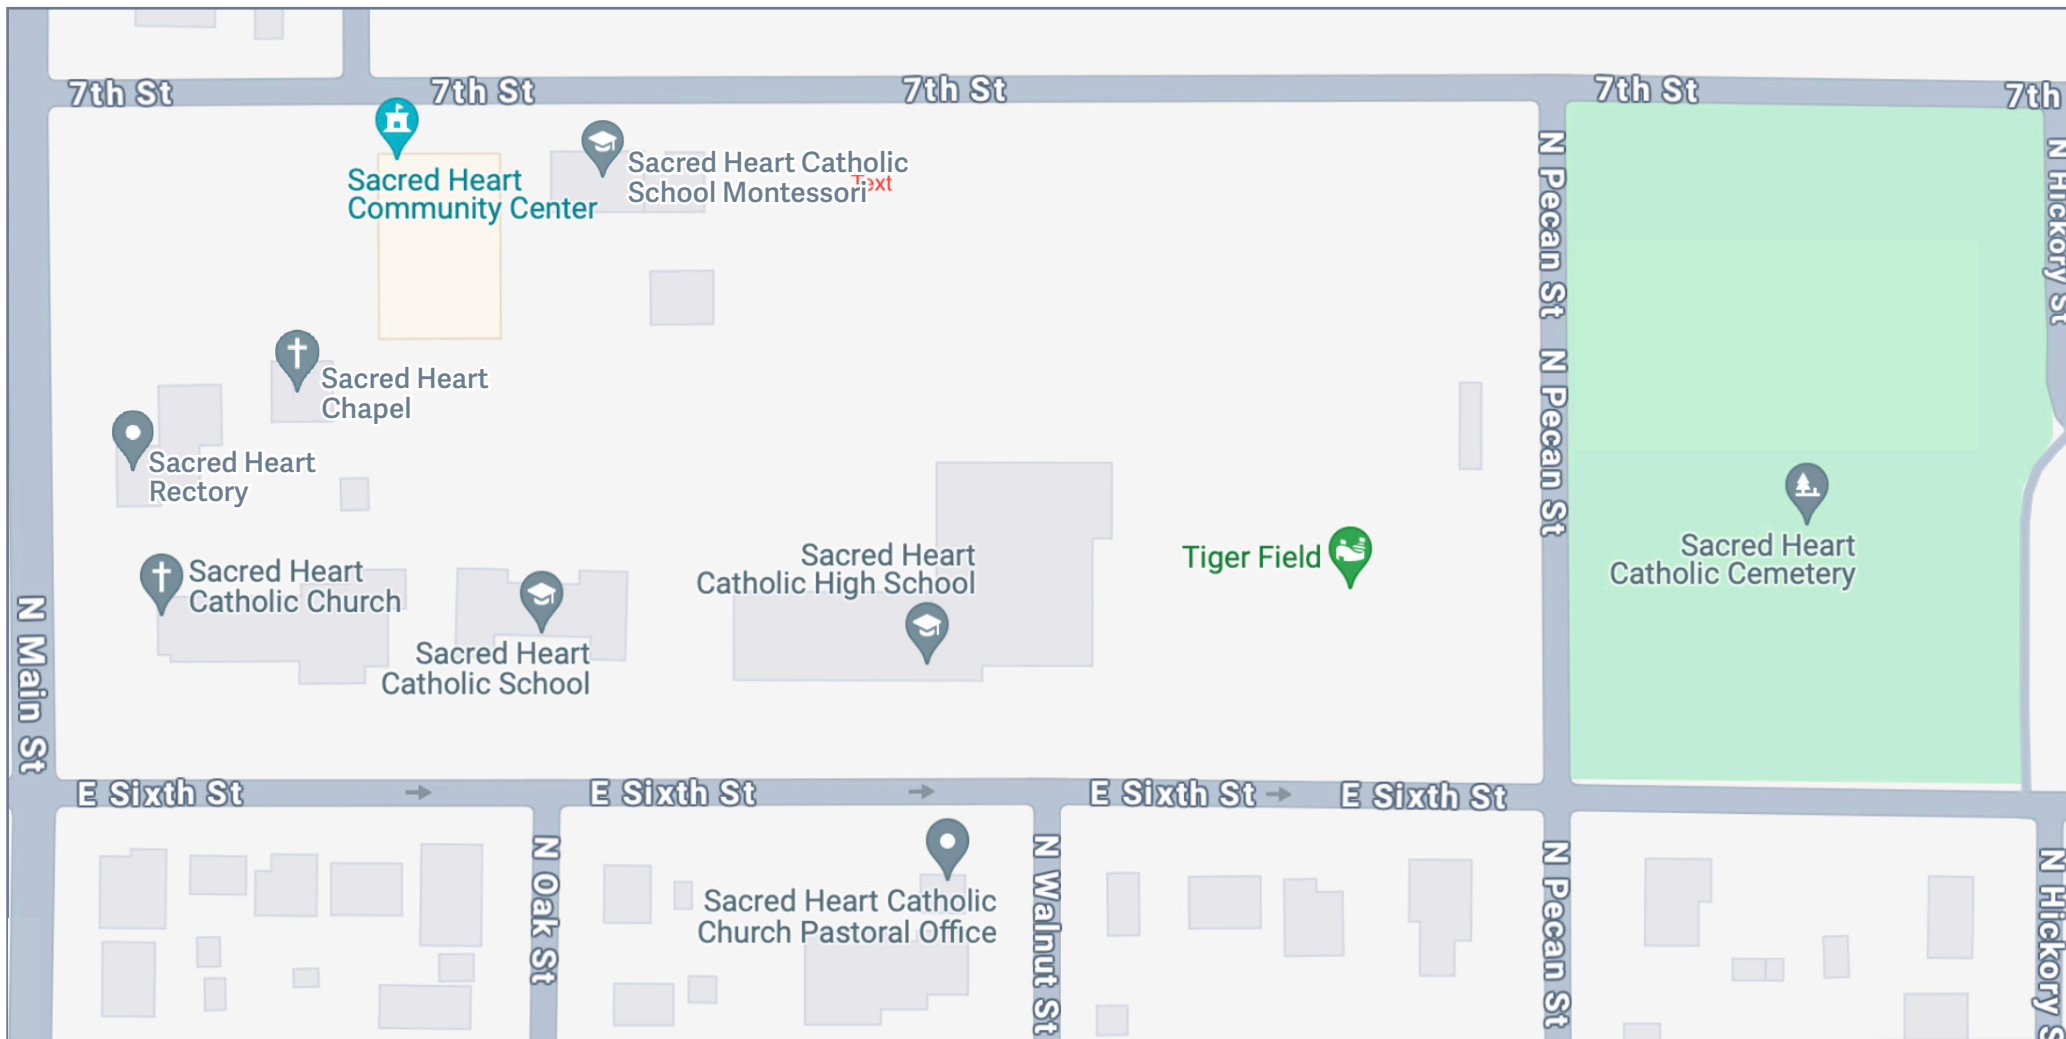 7th St
7th St
7th St
7th St
7th
Sacred Heart
Community Center
Sacred Heart Catholic
School Montessori
Text
N Pecan St
N Hickory St
Sacred Heart
Chapel
N Pecan St
Sacred Heart
Rectory
Sacred Heart
Catholic Church
Sacred Heart
Catholic School
Sacred Heart
Catholic High School
Tiger Field
Sacred Heart
Catholic Cemetery
N Main St
E Sixth St
E Sixth St
E Sixth St
E Sixth St
N Oak St
Sacred Heart Catholic
Church Pastoral Office
N Walnut St
N Pecan St
N Hickory S